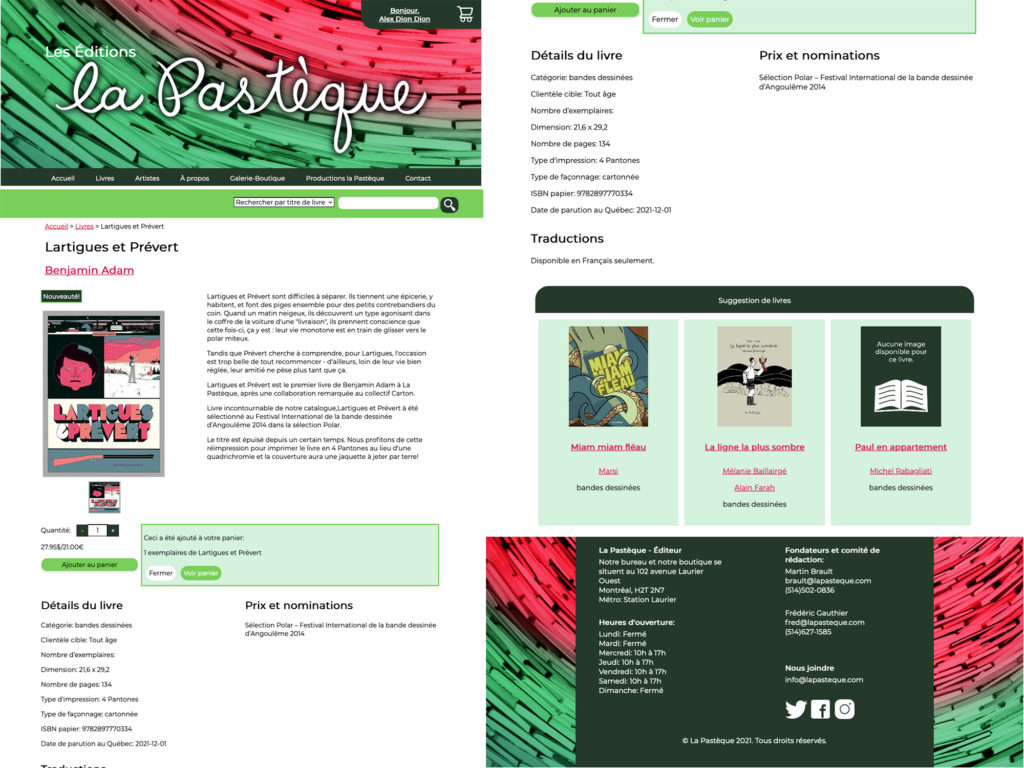 Bonjour,
Alex Dion Dion
Les Éditions
la Pastèque
Accueil Livres Artistes À propos Galerie-Boutique Productions la Pastèque Contact
Rechercher par titre de livre
Accueil > Livres > Lartigues et Prévert
Lartigues et Prévert
Benjamin Adam
Nouveauté!
LARTIGUES
& PRÉVERT
Lartigues et Prévert sont difficiles à séparer. Ils tiennent une épicerie, y
habitent, et font des piges ensemble pour des petits contrebandiers du
coin. Quand un matin neigeux, ils découvrent un type agonisant dans
le coffre de la voiture d'une "livraison", ils prennent conscience que
cette fois-ci, ça y est : leur vie monotone est en train de glisser vers le
polar miteux.
Tandis que Prévert cherche à comprendre, pour Lartigues, l'occasion
est trop belle de tout recommencer - d'ailleurs, loin de leur vie bien
réglée, leur amitié ne pèse plus tant que ça.
Lartigues et Prévert est le premier livre de Benjamin Adam à La
Pastèque, après une collaboration remarquée au collectif Carton.
Livre incontournable de notre catalogue,Lartigues et Prévert à été
sélectionné au Festival International de la bande dessinée
d'Angoulême 2014 dans la sélection Polar.
Le titre est épuisé depuis un certain temps. Nous profitons de cette
réimpression pour imprimer le livre en 4 Pantones au lieu d'une
quadrichromie et la couverture aura une jaquette à jeter par terre!
Quantité: - 1 +
27.95$/21.00€
Ajouter au panier
Ceci a été ajouté à votre panier:
1 exemplaires de Lartigues et Prévert
Fermer Voir panier
Détails du livre
Catégorie: bandes dessinées
Clientèle cible: Tout âge
Nombre d'exemplaires:
Dimension: 21,6 x 29,2
Nombre de pages: 134
Type d'impression: 4 Pantones
Type de façonnage: cartonnée
ISBN papier: 9782897770334
Date de parution au Québec: 2021-12-01
Traductions
Prix et nominations
Sélection Polar – Festival International de la bande dessinée
d'Angoulême 2014
Ajouter au panier
Fermer Voir panier
Détails du livre
Catégorie: bandes dessinées
Clientèle cible: Tout âge
Nombre d'exemplaires:
Dimension: 21,6 x 29,2
Nombre de pages: 134
Type d'impression: 4 Pantones
Type de façonnage: cartonnée
ISBN papier: 9782897770334
Date de parution au Québec: 2021-12-01
Prix et nominations
Sélection Polar – Festival International de la bande dessinée
d'Angoulême 2014
Traductions
Disponible en Français seulement.
Suggestion de livres
MIAM
MIAM
FLÉAU
Miam miam fléau
Marsi
bandes dessinées
La ligne la plus sombre
La ligne la plus sombre
Mélanie Baillairgé
Alain Farah
bandes dessinées
Aucune image
disponible pour
ce livre.
Paul en appartement
Michel Rabagliati
bandes dessinées
La Pastèque - Éditeur
Notre bureau et notre boutique se
situent au 102 avenue Laurier
Ouest
Montréal, H2T 2N7
Métro: Station Laurier
Heures d'ouverture:
Lundi: Fermé
Mardi: Fermé
Mercredi: 10h à 17h
Jeudi: 10h à 17h
Vendredi: 10h à 17h
Samedi: 10h à 17h
Dimanche: Fermé
Fondateurs et comité de
rédaction:
Martin Brault
brault@lapasteque.com
(514)502-0836
Frédéric Gauthier
fred@lapasteque.com
(514)627-1585
Nous joindre
info@lapasteque.com
© La Pastèque 2021. Tous droits réservés.